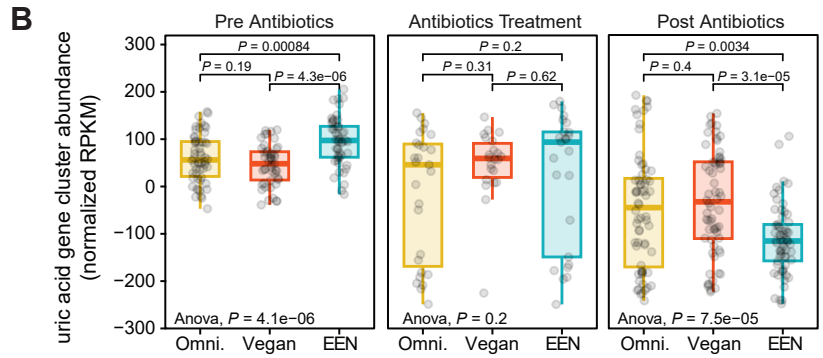 B
Pre Antibiotics Antibiotics Treatment Post Antibiotics
uric acid gene cluster abundance
(normalized RPKM)
300
200
100
0
−100
−200
−300
P = 0.00084
P = 0.19
P = 4.3e−06
Anova, P = 4.1e−06
Omni. Vegan EEN
P = 0.2
P = 0.31
P = 0.62
Anova, P = 0.2
Omni. Vegan EEN
P = 0.0034
P = 0.4
P = 3.1e−05
Anova, P = 7.5e−05
Omni. Vegan EEN